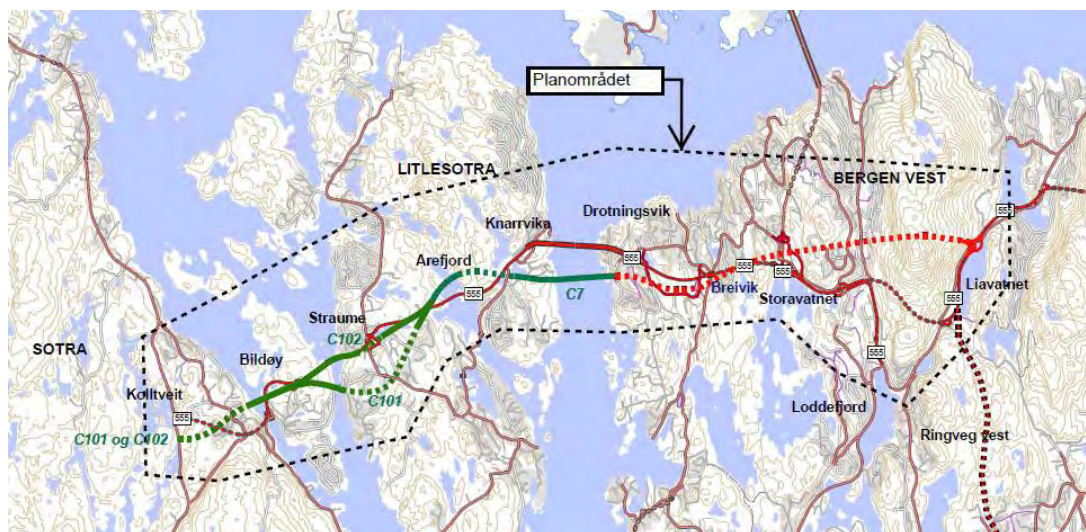 Planområdet
LITLESOTRA
BERGEN VEST
555
Knarrvika
Drotningsvik
Arefjord
555
555
555
555
Breivik
Storavatnet
Liavatnet
C7
555
Straume
C102
Bildøy
SOTRA
555
Kolltveit
C101
555
Loddefjord
C101 og C102
Ringveg vest